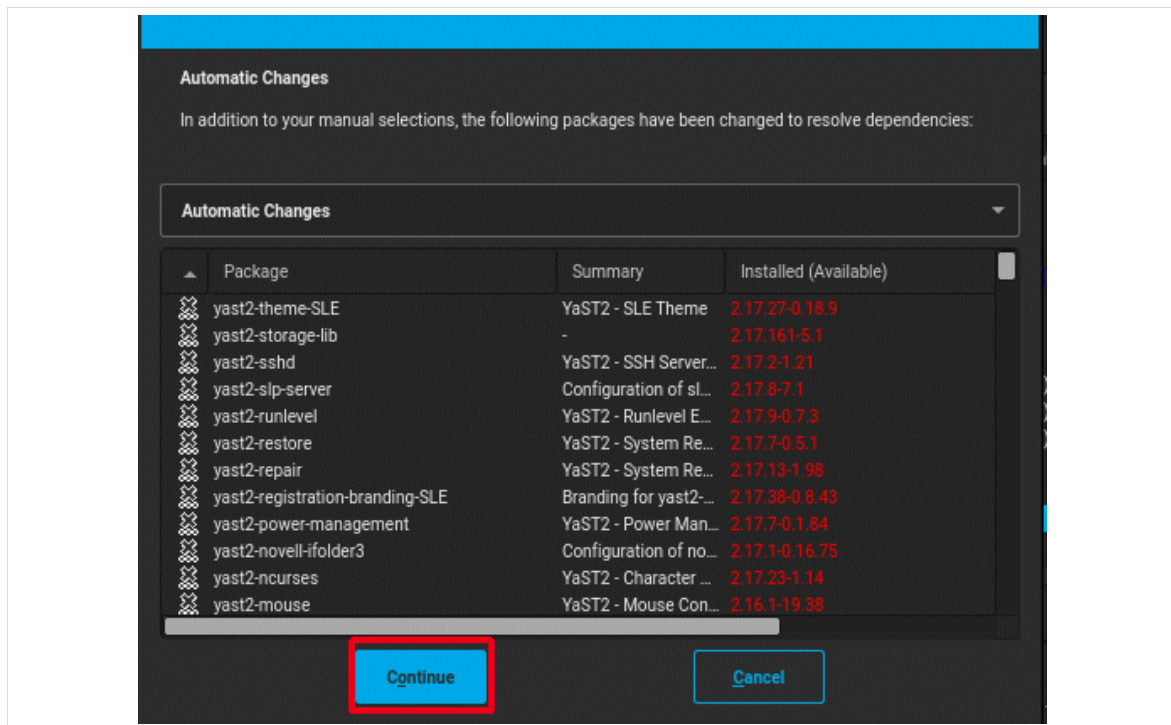 Automatic Changes
In addition to your manual selections, the following packages have been changed to resolve dependencies:
Automatic Changes
Package Summary Installed (Available)
yast2-theme-SLE YaST2 - SLE Theme 2.17.27-0.18.9
yast2-storage-lib - 2.17.161-5.1
yast2-sshd YaST2 - SSH Server... 2.17.2-1.21
yast2-slp-server Configuration of sl... 2.17.8-7.1
yast2-runlevel YaST2 - Runlevel E... 2.17.9-0.7.3
yast2-restore YaST2 - System Re... 2.17.7-0.5.1
yast2-repair YaST2 - System Re... 2.17.13-1.98
yast2-registration-branding-SLE Branding for yast2-... 2.17.38-0.8.43
yast2-power-management YaST2 - Power Man... 2.17.7-0.1.84
yast2-novell-ifolder3 Configuration of no... 2.17.1-0.16.75
yast2-ncurses YaST2 - Character ... 2.17.23-1.14
yast2-mouse YaST2 - Mouse Con... 2.16.1-19.38
Continue Cancel